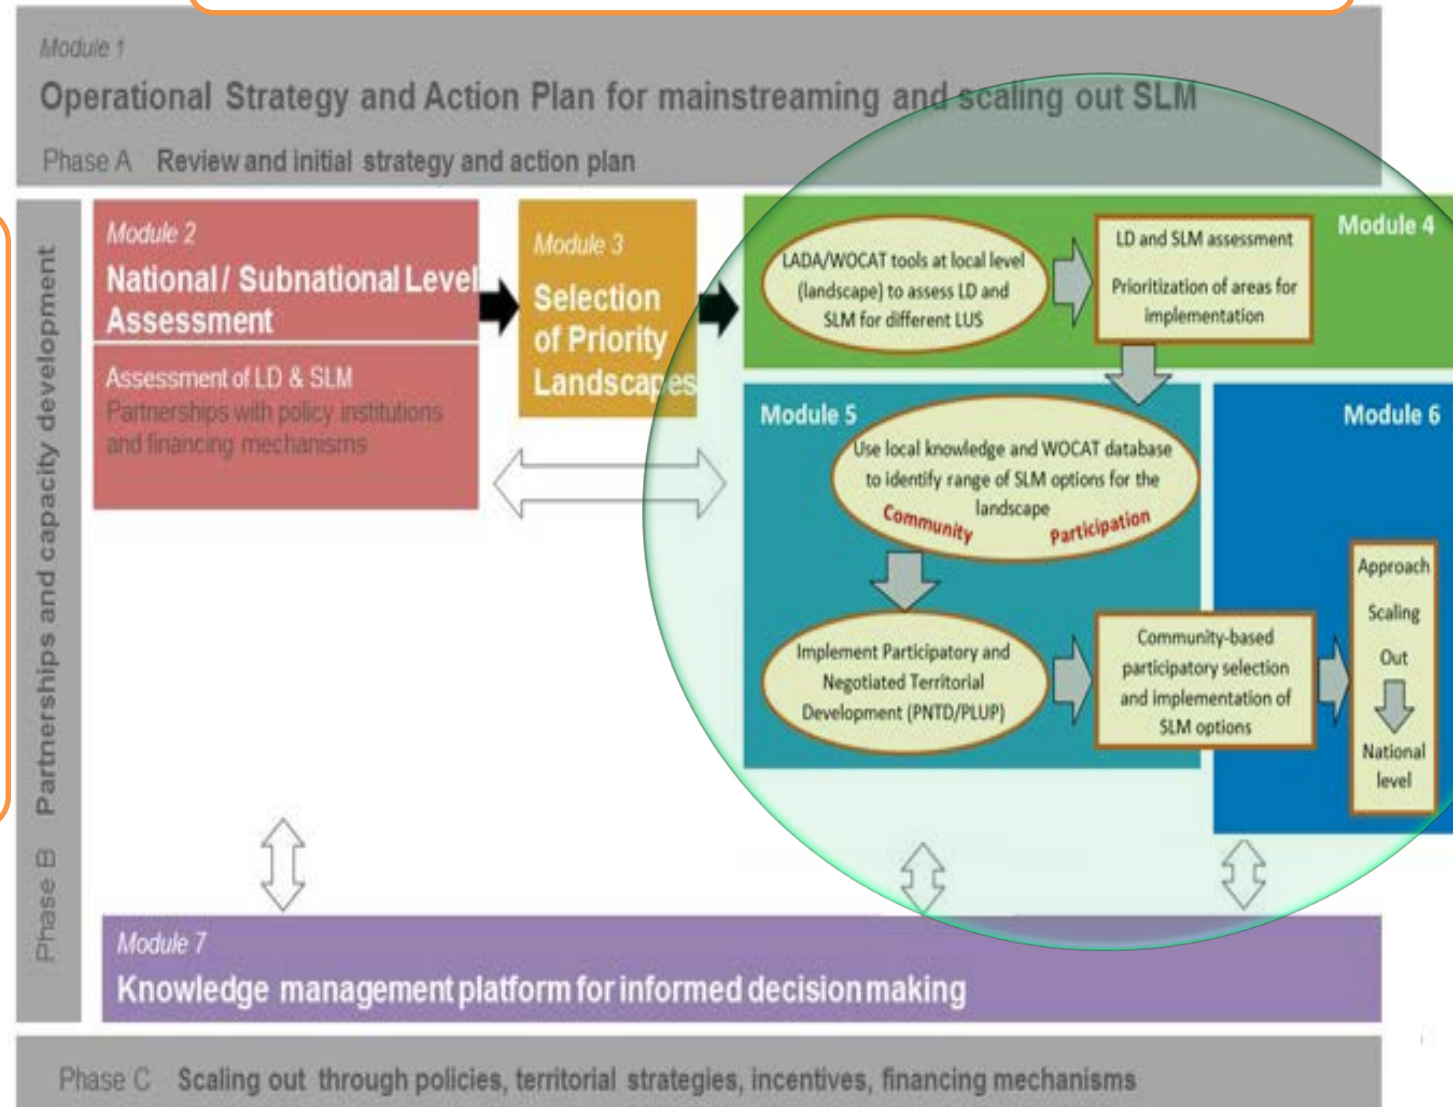 Module 1
Operational Strategy and Action Plan for mainstreaming and scaling out SLM
Phase A Review and initial strategy and action plan
Phase B Partnerships and capacity development
Module 2
National / Subnational Level
Assessment
Assessment of LD & SLM
Partnerships with policy institutions
and financing mechanisms
Module 3
Selection
of Priority
Landscapes
Module 4
LADA/WOCAT tools at local level
(landscape) to assess LD and
SLM for different LUS
LD and SLM assessment
Prioritization of areas for
implementation
Module 5
Use local knowledge and WOCAT database
to identify range of SLM options for the
landscape
Community Participation
Implement Participatory and
Negotiated Territorial
Development (PNTD/PLUP)
Community-based
participatory selection
and implementation of
SLM options
Module 6
Approach
Scaling
Out
National
level
Module 7
Knowledge management platform for informed decision making
Phase C Scaling out through policies, territorial strategies, incentives, financing mechanisms